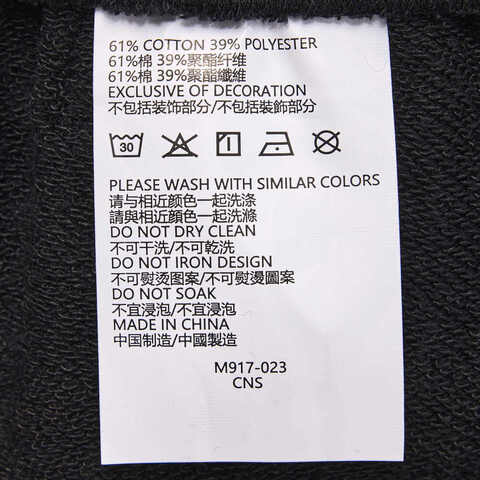 61% COTTON 39% POLYESTER
61%棉 39%聚酯纤维
61%棉 39%聚酯纖維
EXCLUSIVE OF DECORATION
不包括装饰部分/不包括裝飾部分
30
PLEASE WASH WITH SIMILAR COLORS
请与相近颜色一起洗涤
請與相近顔色一起洗滌
DO NOT DRY CLEAN
不可干洗/不可乾洗
DO NOT IRON DESIGN
不可熨烫图案/不可熨燙圖案
DO NOT SOAK
不宜浸泡/不宜浸泡
MADE IN CHINA
中国制造/中國製造
M917-023
CNS